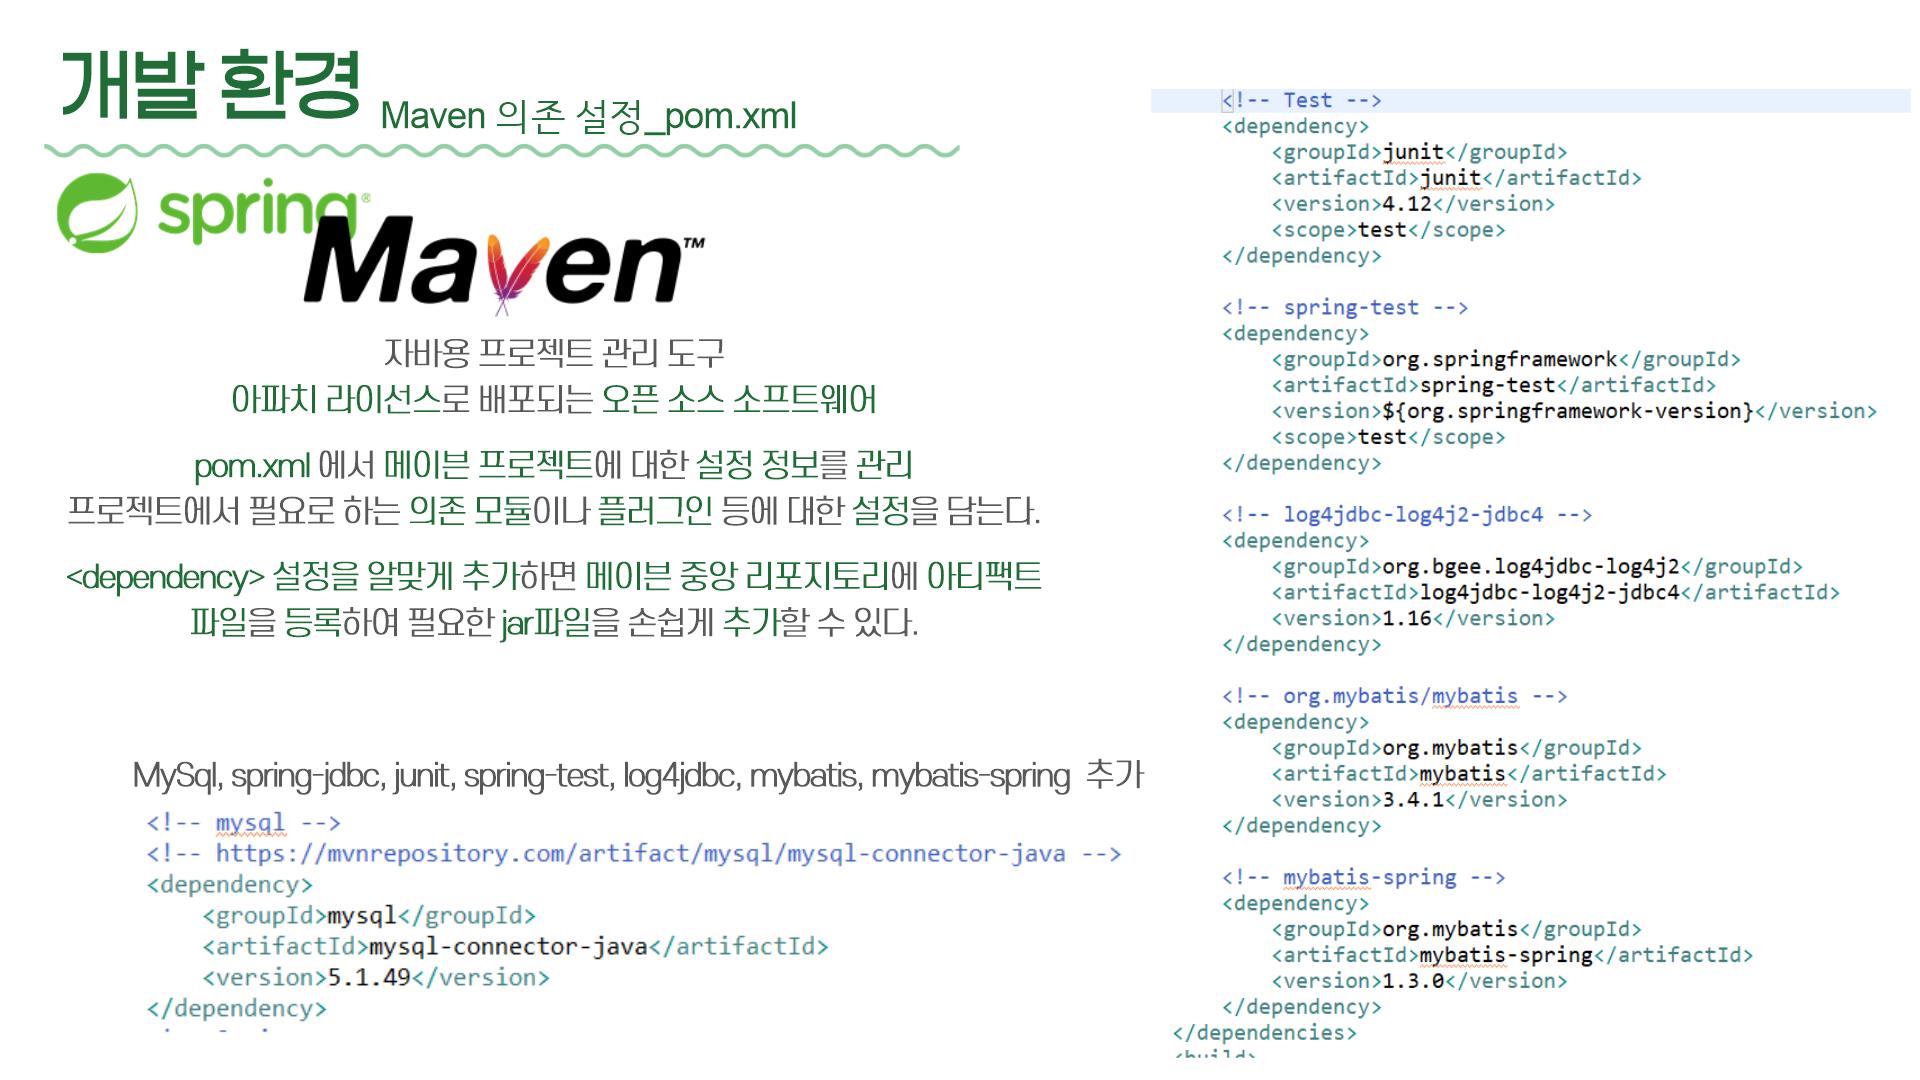 개발 환경 Maven 의존 설정_pom.xml
spring®
Maven™
자바용 프로젝트 관리 도구
아파치 라이선스로 배포되는 오픈 소스 소프트웨어
pom.xml 에서 메이븐 프로젝트에 대한 설정 정보를 관리
프로젝트에서 필요로 하는 의존 모듈이나 플러그인 등에 대한 설정을 담는다.
<dependency> 설정을 알맞게 추가하면 메이븐 중앙 리포지토리에 아티팩트
파일을 등록하여 필요한 jar파일을 손쉽게 추가할 수 있다.
MySql, spring-jdbc, junit, spring-test, log4jdbc, mybatis, mybatis-spring 추가
<!-- mysql -->
<!-- https://mvnrepository.com/artifact/mysql/mysql-connector-java -->
<dependency>
<groupId>mysql</groupId>
<artifactId>mysql-connector-java</artifactId>
<version>5.1.49</version>
</dependency>
<!-- Test -->
<dependency>
<groupId>junit</groupId>
<artifactId>junit</artifactId>
<version>4.12</version>
<scope>test</scope>
</dependency>
<!-- spring-test -->
<dependency>
<groupId>org.springframework</groupId>
<artifactId>spring-test</artifactId>
<version>${org.springframework-version}</version>
<scope>test</scope>
</dependency>
<!-- log4jdbc-log4j2-jdbc4 -->
<dependency>
<groupId>org.bgee.log4jdbc-log4j2</groupId>
<artifactId>log4jdbc-log4j2-jdbc4</artifactId>
<version>1.16</version>
</dependency>
<!-- org.mybatis/mybatis -->
<dependency>
<groupId>org.mybatis</groupId>
<artifactId>mybatis</artifactId>
<version>3.4.1</version>
</dependency>
<!-- mybatis-spring -->
<dependency>
<groupId>org.mybatis</groupId>
<artifactId>mybatis-spring</artifactId>
<version>1.3.0</version>
</dependency>
</dependencies>
<build>